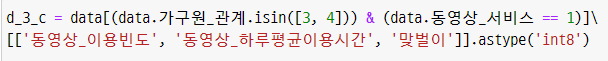 d_3_c = data[(data.가구원_관계.isin([3, 4])) & (data.동영상_서비스 == 1)]\
[['동영상_이용빈도', '동영상_하루평균이용시간', '맞벌이']].astype('int8')